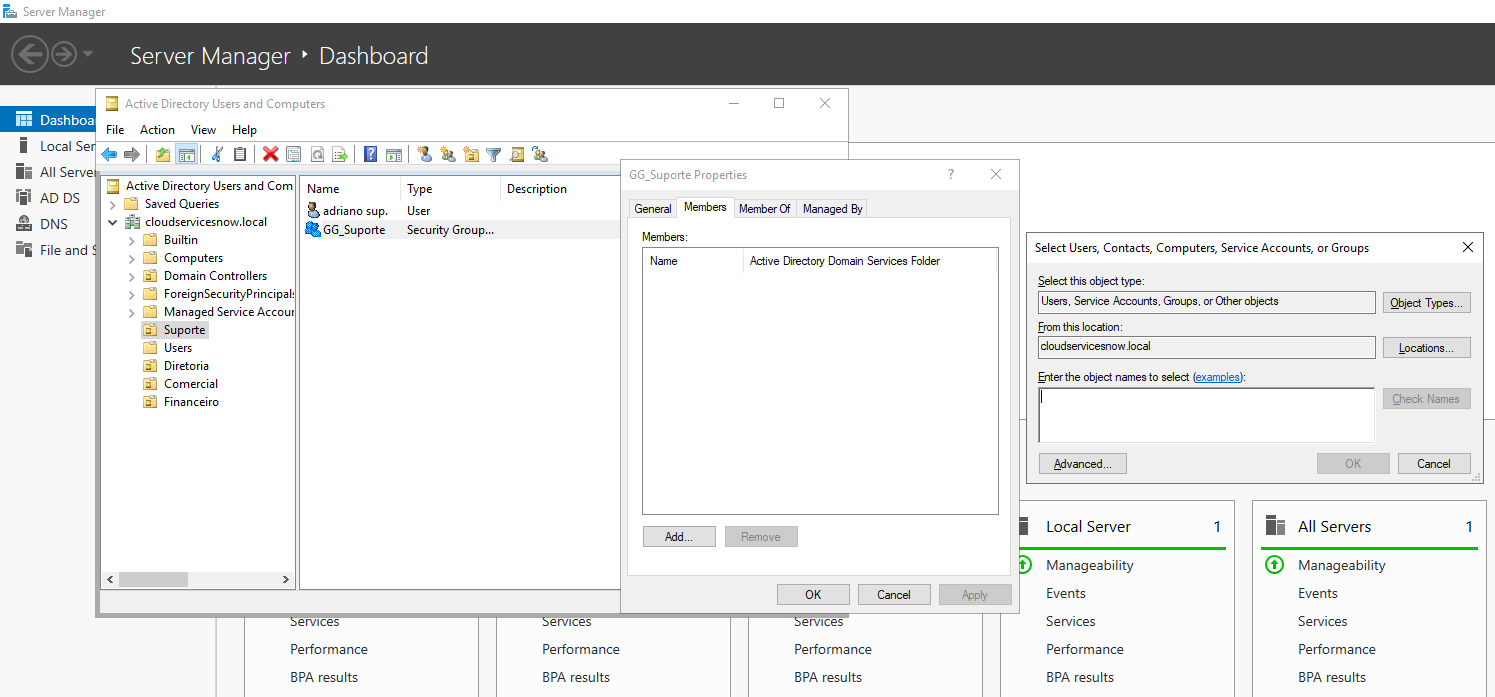 Server Manager
Server Manager • Dashboard
Dashboa
Local Ser
All Server
AD DS
DNS
File and S
Active Directory Users and Computers
File Action View Help
Active Directory Users and Com
Saved Queries
cloudservicesnow.local
Builtin
Computers
Domain Controllers
ForeignSecurityPrincipals
Managed Service Accour
Suporte
Users
Diretoria
Comercial
Financeiro
Name Type Description
adriano sup. User
GG_Suporte Security Group...
GG_Suporte Properties ?
General Members Member Of Managed By
Members:
Name Active Directory Domain Services Folder
Add... Remove
OK Cancel Apply
Select Users, Contacts, Computers, Service Accounts, or Groups
Select this object type:
Users, Service Accounts, Groups, or Other objects Object Types...
From this location:
cloudservicesnow.local Locations...
Enter the object names to select (examples):
Check Names
Advanced... OK Cancel
Local Server 1
Manageability
Events
Services
Performance
BPA results
All Servers 1
Manageability
Events
Services
Performance
BPA results
Services
Performance
BPA results
Services
Performance
BPA results
Services
Performance
BPA results